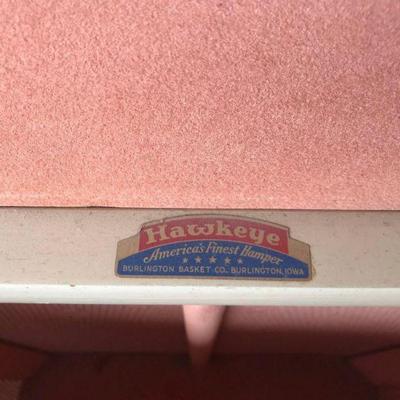 Hawkeye
America's Finest Hamper
BURLINGTON BASKET CO. BURLINGTON, IOWA